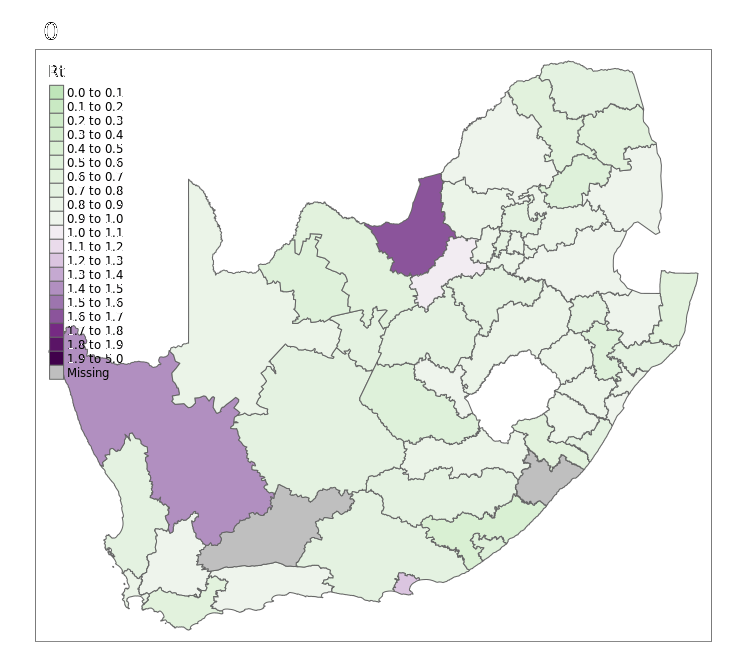 0
Rt
0.0 to 0.1
0.1 to 0.2
0.2 to 0.3
0.3 to 0.4
0.4 to 0.5
0.5 to 0.6
0.6 to 0.7
0.7 to 0.8
0.8 to 0.9
0.9 to 1.0
1.0 to 1.1
1.1 to 1.2
1.2 to 1.3
1.3 to 1.4
1.4 to 1.5
1.5 to 1.6
1.6 to 1.7
1.7 to 1.8
1.8 to 1.9
1.9 to 5.0
Missing